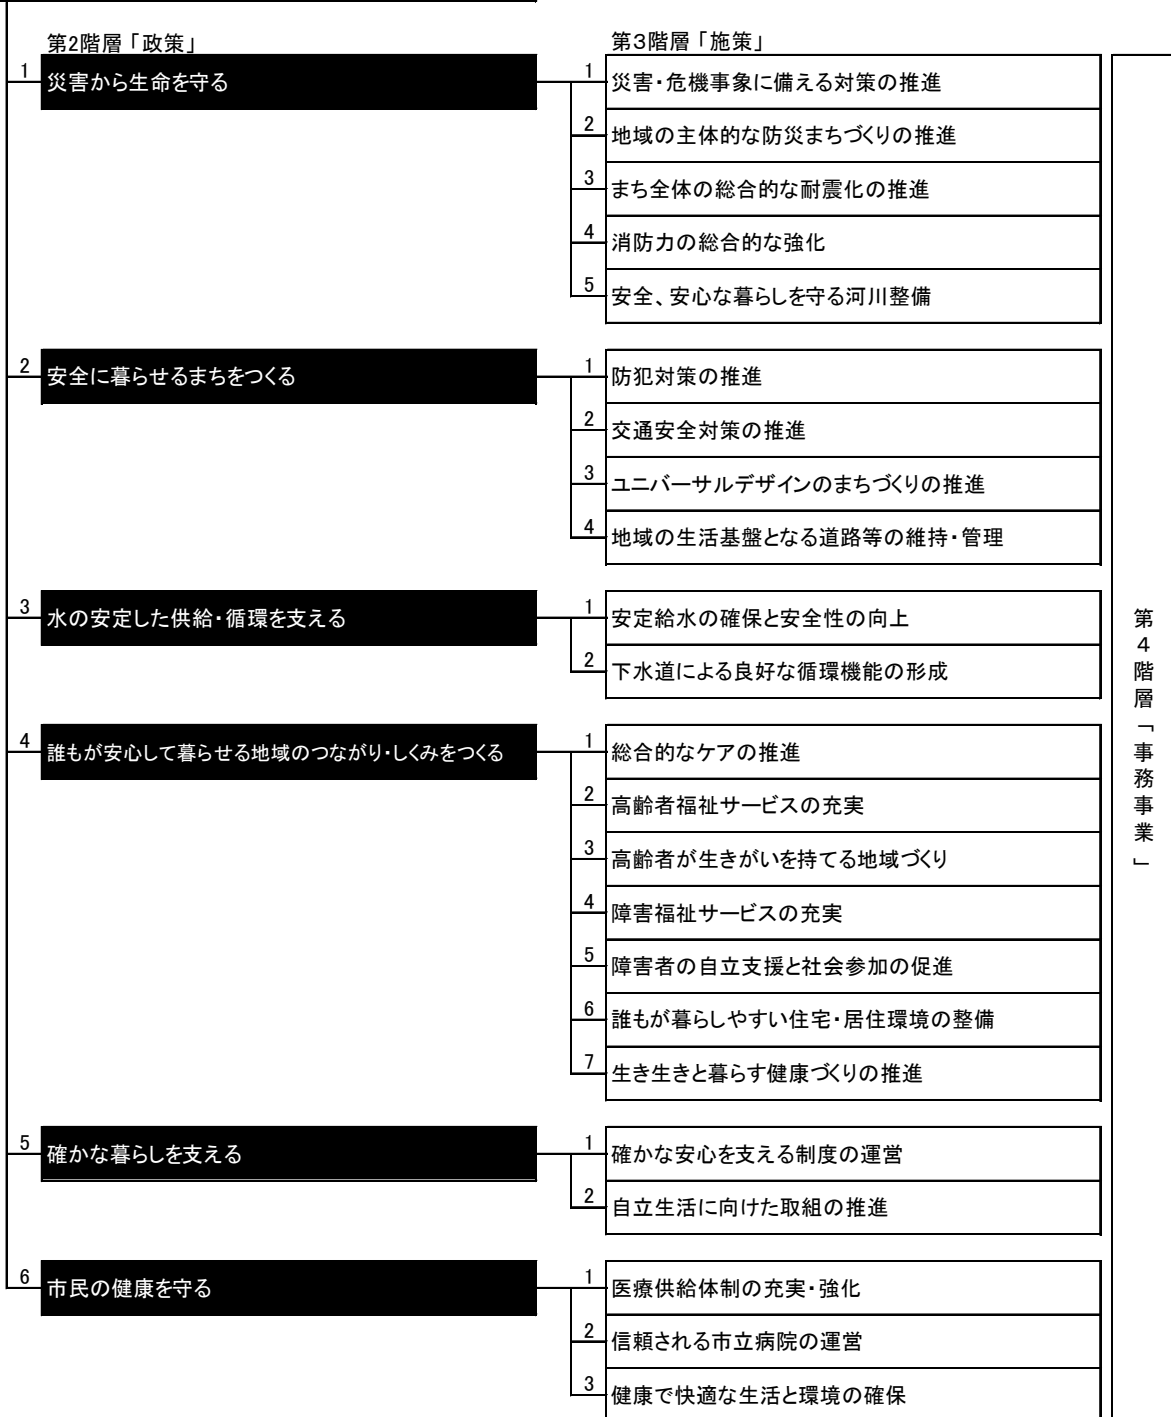 第2階層「政策」
第3階層「施策」
1 災害から生命を守る
1 災害・危機事象に備える対策の推進
2 地域の主体的な防災まちづくりの推進
3 まち全体の総合的な耐震化の推進
4 消防力の総合的な強化
5 安全、安心な暮らしを守る河川整備
2 安全に暮らせるまちをつくる
1 防犯対策の推進
2 交通安全対策の推進
3 ユニバーサルデザインのまちづくりの推進
4 地域の生活基盤となる道路等の維持・管理
3 水の安定した供給・循環を支える
1 安定給水の確保と安全性の向上
2 下水道による良好な循環機能の形成
4 誰もが安心して暮らせる地域のつながり・しくみをつくる
1 総合的なケアの推進
2 高齢者福祉サービスの充実
3 高齢者が生きがいを持てる地域づくり
4 障害福祉サービスの充実
5 障害者の自立支援と社会参加の促進
6 誰もが暮らしやすい住宅・居住環境の整備
7 生き生きと暮らす健康づくりの推進
5 確かな暮らしを支える
1 確かな安心を支える制度の運営
2 自立生活に向けた取組の推進
6 市民の健康を守る
1 医療供給体制の充実・強化
2 信頼される市立病院の運営
3 健康で快適な生活と環境の確保
第4階層「事務事業」